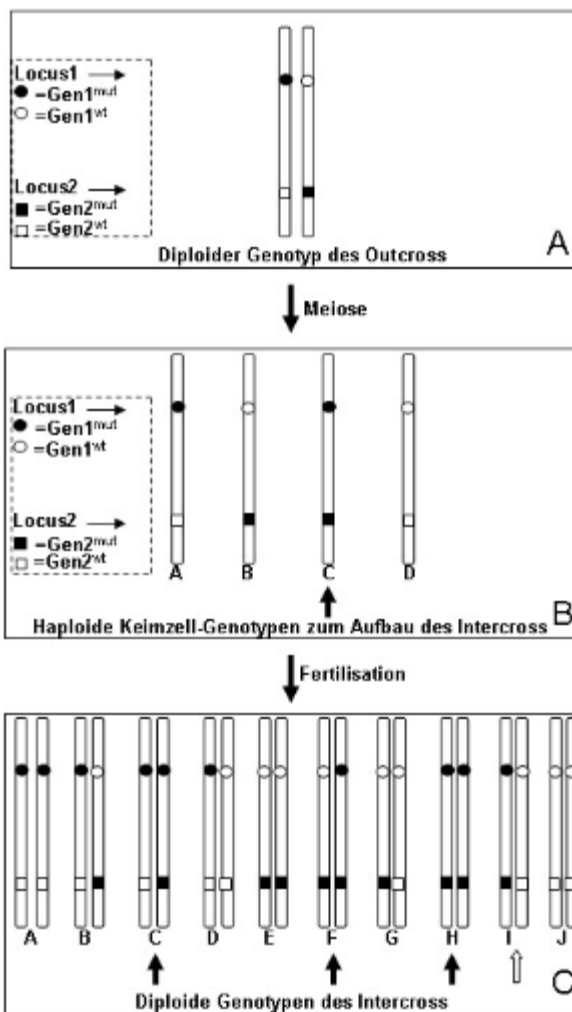 Locus1
●=Gen1mut
○=Gen1wt
Locus2
■=Gen2mut
□=Gen2wt
Diploider Genotyp des Outcross
A
Meiose
Locus1
●=Gen1mut
○=Gen1wt
Locus2
■=Gen2mut
□=Gen2wt
A B C D
Haploide Keimzell-Genotypen zum Aufbau des Intercross
B
Fertilisation
A B C D E F G H I J
Diploide Genotypen des Intercross
C